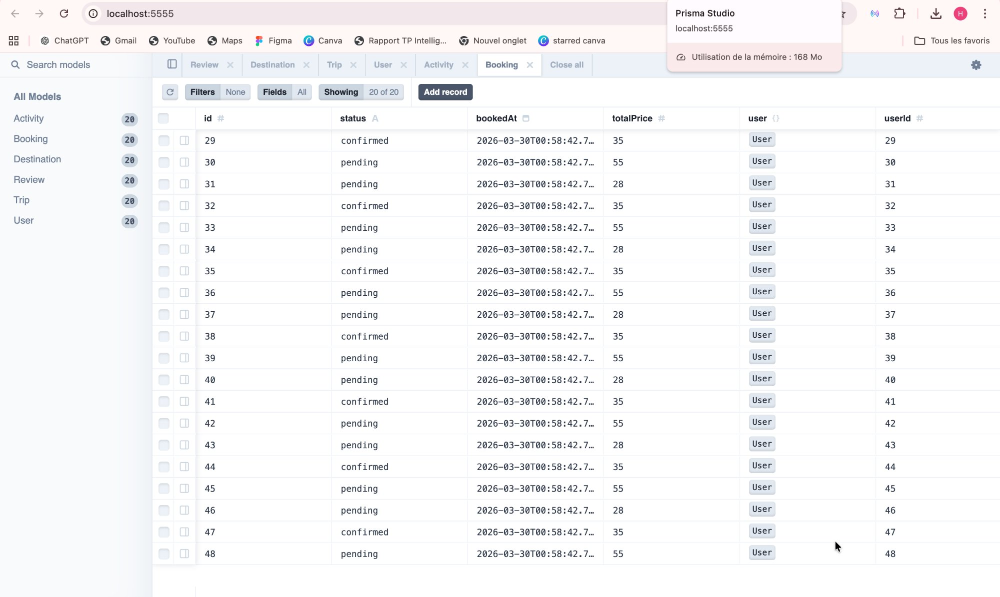 localhost:5555
Prisma Studio
localhost:5555
Utilisation de la mémoire : 168 Mo
H
ChatGPT Gmail YouTube Maps Figma Canva Rapport TP Intellig... Nouvel onglet starred canva Tous les favoris
Search models
Review Destination Trip User Activity Booking Close all
Filters None Fields All Showing 20 of 20 Add record
All Models
Activity 20
Booking 20
Destination 20
Review 20
Trip 20
User 20
id # status A bookedAt totalPrice # user {} userId #
29 confirmed 2026-03-30T00:58:42.7… 35 User 29
30 pending 2026-03-30T00:58:42.7… 55 User 30
31 pending 2026-03-30T00:58:42.7… 28 User 31
32 confirmed 2026-03-30T00:58:42.7… 35 User 32
33 pending 2026-03-30T00:58:42.7… 55 User 33
34 pending 2026-03-30T00:58:42.7… 28 User 34
35 confirmed 2026-03-30T00:58:42.7… 35 User 35
36 pending 2026-03-30T00:58:42.7… 55 User 36
37 pending 2026-03-30T00:58:42.7… 28 User 37
38 confirmed 2026-03-30T00:58:42.7… 35 User 38
39 pending 2026-03-30T00:58:42.7… 55 User 39
40 pending 2026-03-30T00:58:42.7… 28 User 40
41 confirmed 2026-03-30T00:58:42.7… 35 User 41
42 pending 2026-03-30T00:58:42.7… 55 User 42
43 pending 2026-03-30T00:58:42.7… 28 User 43
44 confirmed 2026-03-30T00:58:42.7… 35 User 44
45 pending 2026-03-30T00:58:42.7… 55 User 45
46 pending 2026-03-30T00:58:42.7… 28 User 46
47 confirmed 2026-03-30T00:58:42.7… 35 User 47
48 pending 2026-03-30T00:58:42.7… 55 User 48